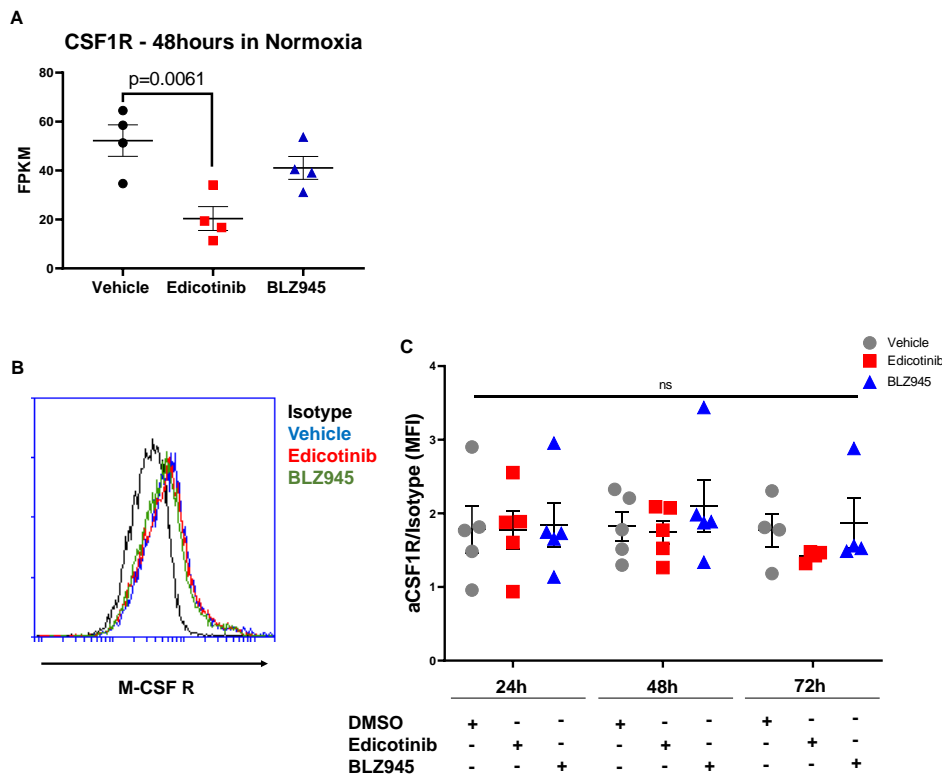 A
CSF1R - 48hours in Normoxia
p=0.0061
80
60
40
20
0
FPKM
Vehicle Edicotinib BLZ945
B
Isotype
Vehicle
Edicotinib
BLZ945
M-CSF R
C
Vehicle
Edicotinib
BLZ945
ns
4
3
2
1
0
aCSF1R/Isotype (MFI)
24h 48h 72h
DMSO + - - + - - + - -
Edicotinib - + - - + - - + -
BLZ945 - - + - - + - - +